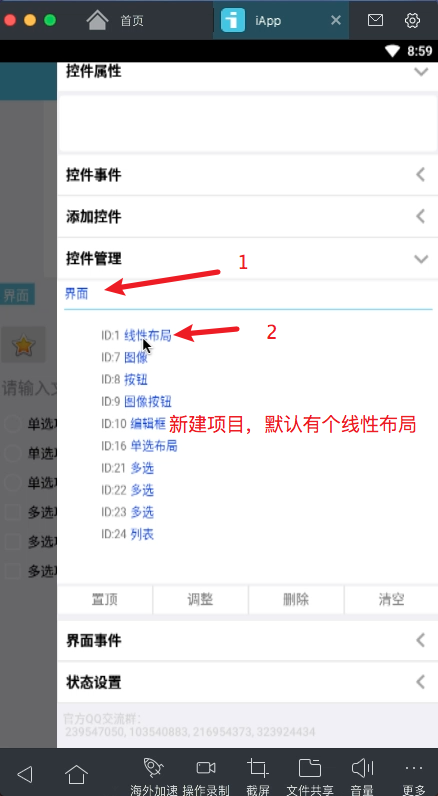 首页
iApp
8:59
控件属性
控件事件
添加控件
控件管理
1
界面
界面
ID:1 线性布局
2
ID:7 图像
ID:8 按钮
ID:9 图像按钮
请输入文
ID:10 编辑框
新建项目，默认有个线性布局
单选项
ID:16 单选布局
单选项
ID:21 多选
单选项
ID:22 多选
多选项
ID:23 多选
多选项
ID:24 列表
多选项
置顶
调整
删除
清空
界面事件
状态设置
官方QQ交流群:
239547050, 103540883, 216954373, 323924434
海外加速
操作录制
截屏
文件共享
音量
更多